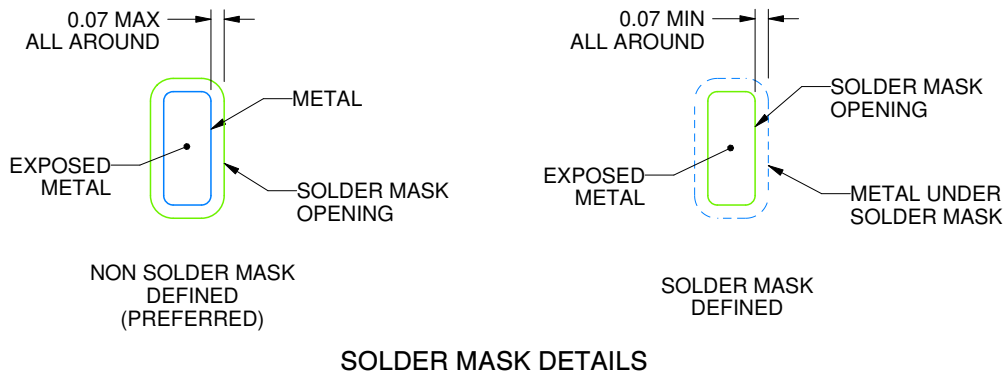 0.07 MAX
ALL AROUND
METAL
EXPOSED
METAL
SOLDER MASK
OPENING
NON SOLDER MASK
DEFINED
(PREFERRED)
0.07 MIN
ALL AROUND
SOLDER MASK
OPENING
EXPOSED
METAL
METAL UNDER
SOLDER MASK
SOLDER MASK
DEFINED
SOLDER MASK DETAILS